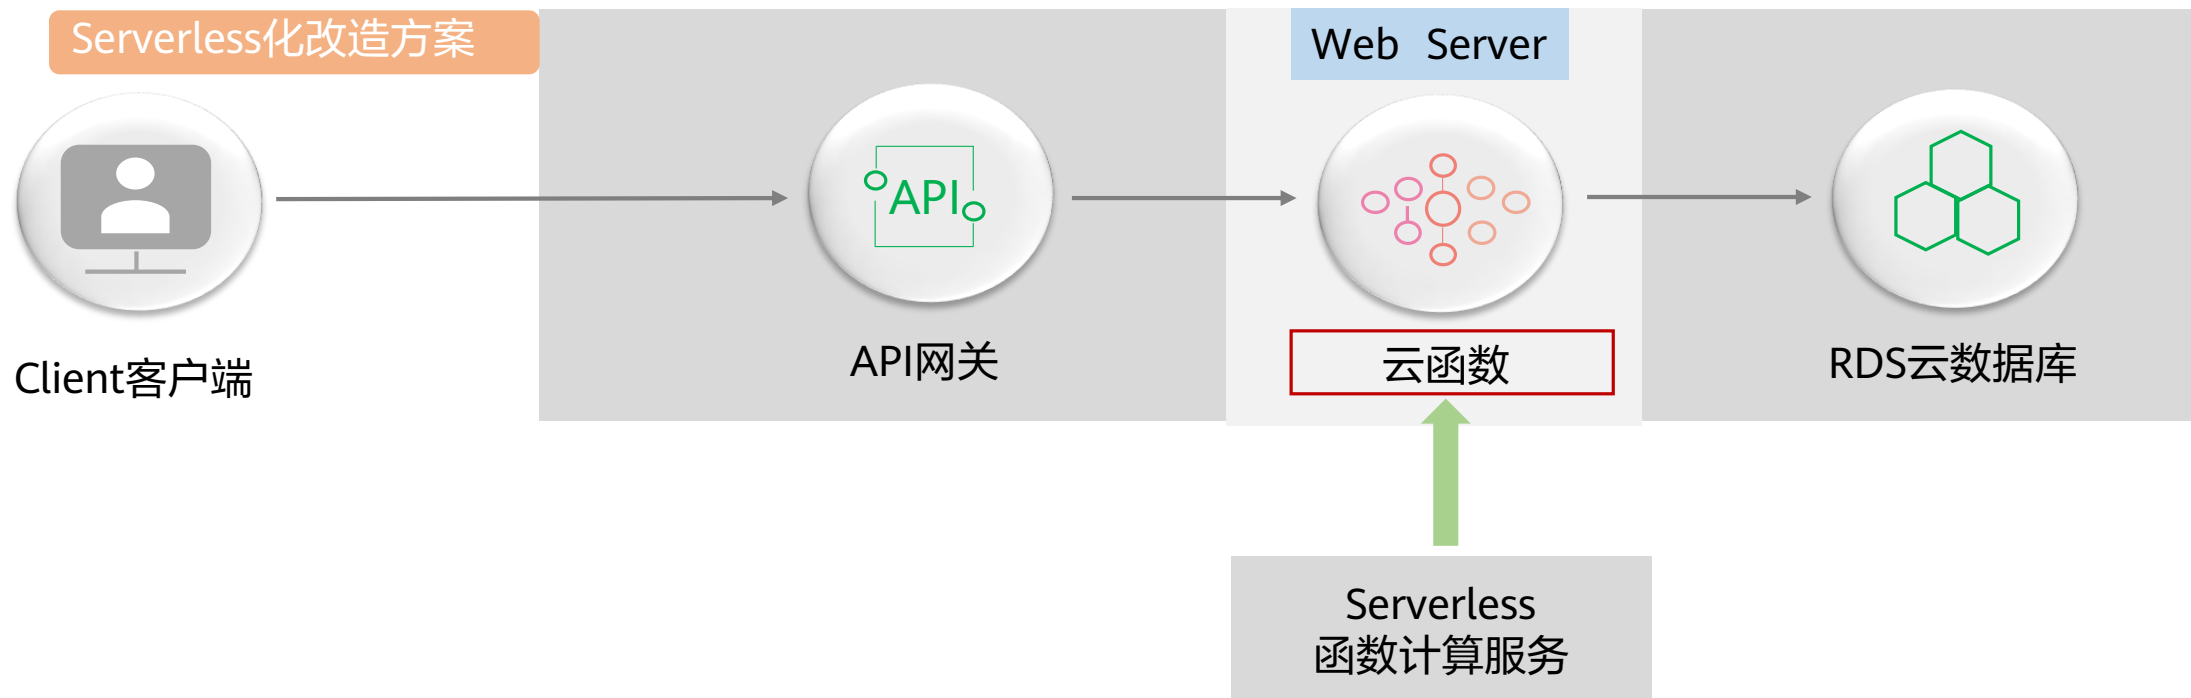 Serverless化改造方案
Web Server
API
Client客户端
API网关
云函数
RDS云数据库
Serverless
函数计算服务